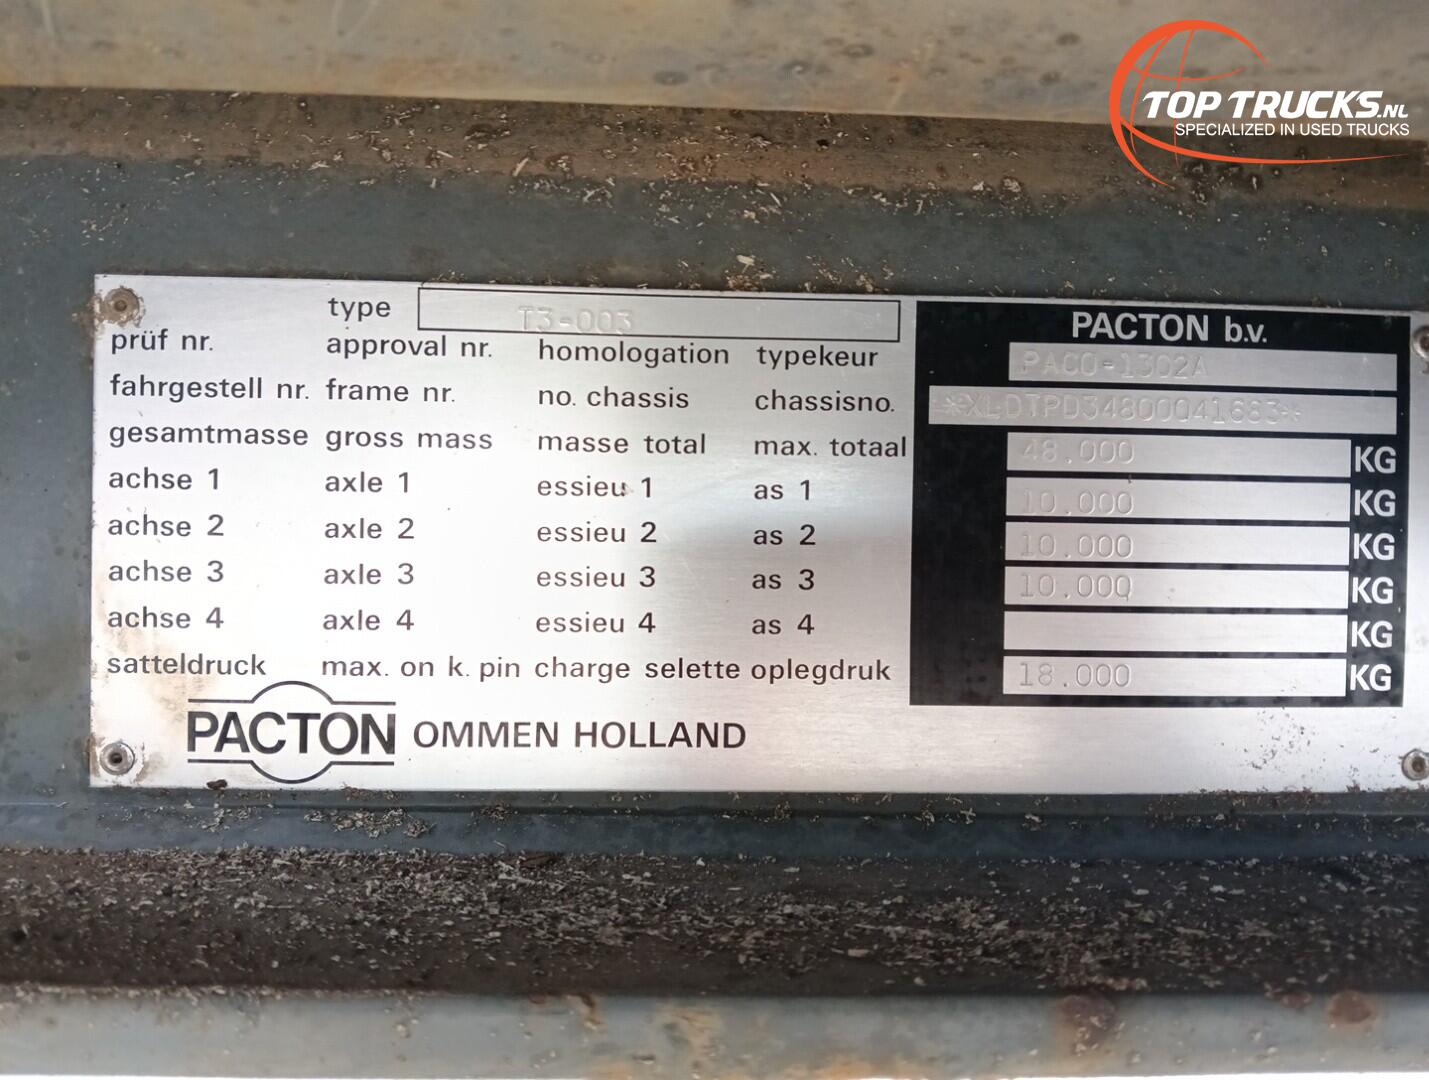 TOP TRUCKS.NL
SPECIALIZED IN USED TRUCKS
type T3-003
PACTON b.v.
prüf nr. approval nr. homologation typekeur PACO-1302A
fahrgestell nr. frame nr. no. chassis chassisno. *XLDTPD34800041683*
gesamtmasse gross mass masse total max. totaal 48.000 KG
achse 1 axle 1 essieu 1 as 1 10.000 KG
achse 2 axle 2 essieu 2 as 2 10.000 KG
achse 3 axle 3 essieu 3 as 3 10.000 KG
achse 4 axle 4 essieu 4 as 4 KG
satteldruck max. on k. pin charge selette oplegdruk 18.000 KG
PACTON OMMEN HOLLAND